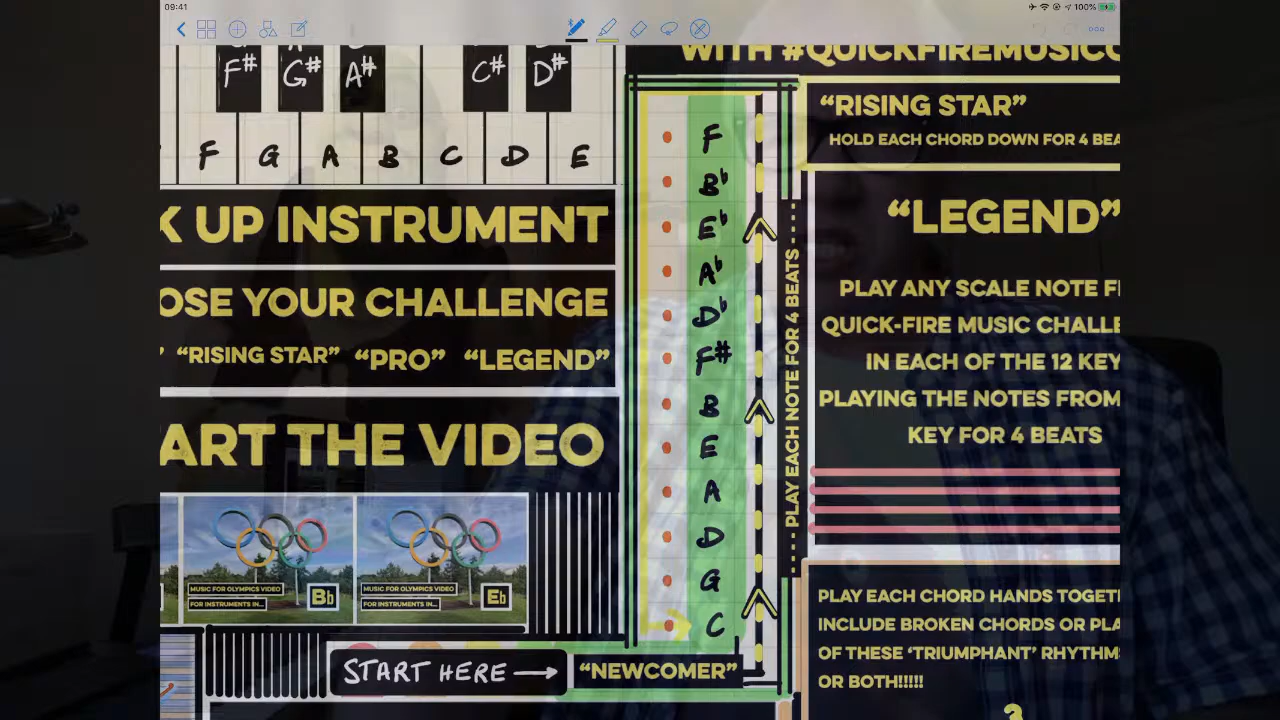 09:41
100%
WITH #QUICKFIREMUSICC
F# G# A# C# D#
F G A B C D E
K UP INSTRUMENT
OSE YOUR CHALLENGE
” “RISING STAR” “PRO” “LEGEND”
ART THE VIDEO
MUSIC FOR OLYMPICS VIDEO
FOR INSTRUMENTS IN...
Bb
MUSIC FOR OLYMPICS VIDEO
FOR INSTRUMENTS IN...
Eb
START HERE → “NEWCOMER”
F
B♭
E♭
A♭
D♭
F#
B
E
A
D
G
C
PLAY EACH NOTE FOR 4 BEATS
“RISING STAR”
HOLD EACH CHORD DOWN FOR 4 BEA
“LEGEND”
PLAY ANY SCALE NOTE F
QUICK-FIRE MUSIC CHALLE
IN EACH OF THE 12 KEY
PLAYING THE NOTES FROM
KEY FOR 4 BEATS
PLAY EACH CHORD HANDS TOGET
INCLUDE BROKEN CHORDS OR PLA
OF THESE ‘TRIUMPHANT’ RHYTHM
OR BOTH!!!!!
3